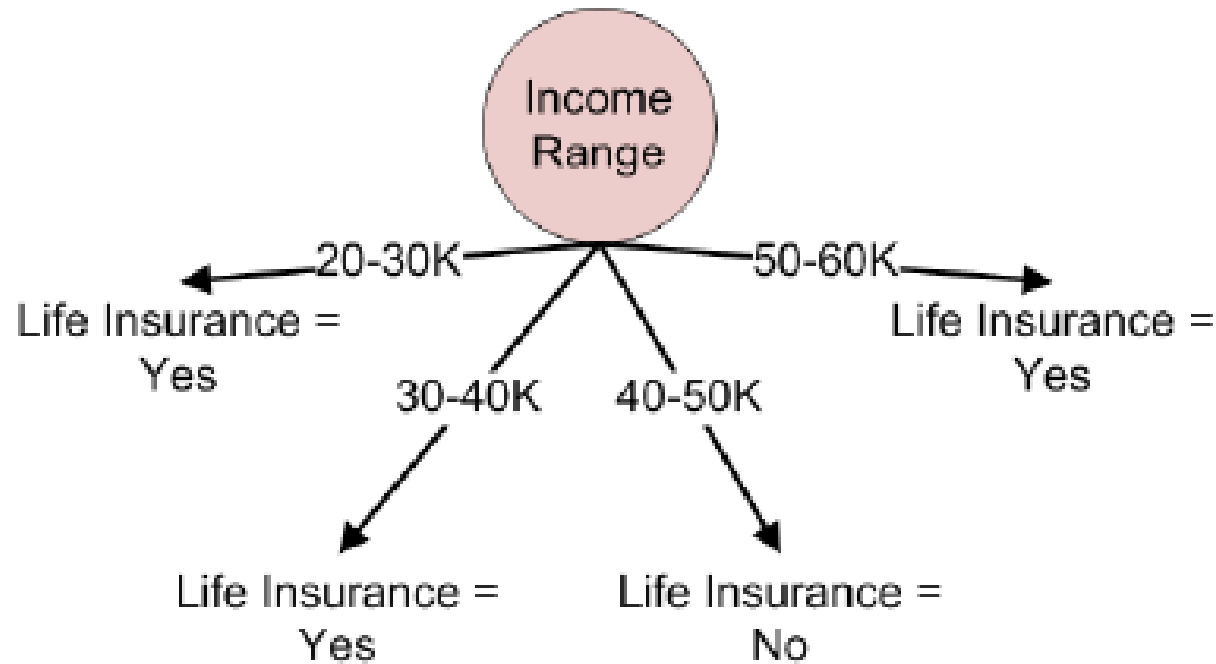 Income
Range
20-30K
50-60K
Life Insurance =
Yes
Life Insurance =
Yes
30-40K
40-50K
Life Insurance =
Yes
Life Insurance =
No